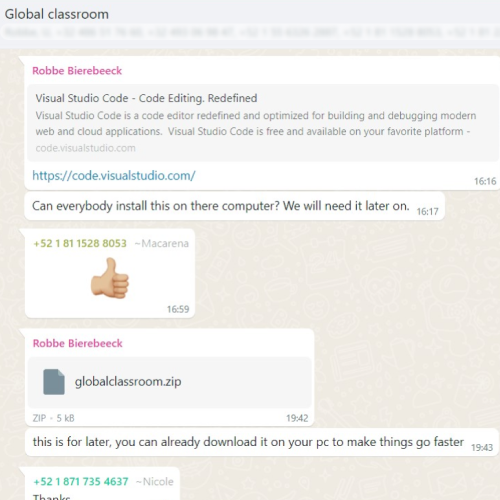 Global classroom
Robbe Bierebeeck
Visual Studio Code - Code Editing. Redefined
Visual Studio Code is a code editor redefined and optimized for building and debugging modern
web and cloud applications. Visual Studio Code is free and available on your favorite platform -
code.visualstudio.com
https://code.visualstudio.com/
16:16
Can everybody install this on there computer? We will need it later on. 16:17
+52 1 81 1528 8053 ~Macarena
16:59
Robbe Bierebeeck
globalclassroom.zip
ZIP • 5 kB 19:42
this is for later, you can already download it on your pc to make things go faster 19:43
+52 1 871 735 4637 ~Nicole
Thanks